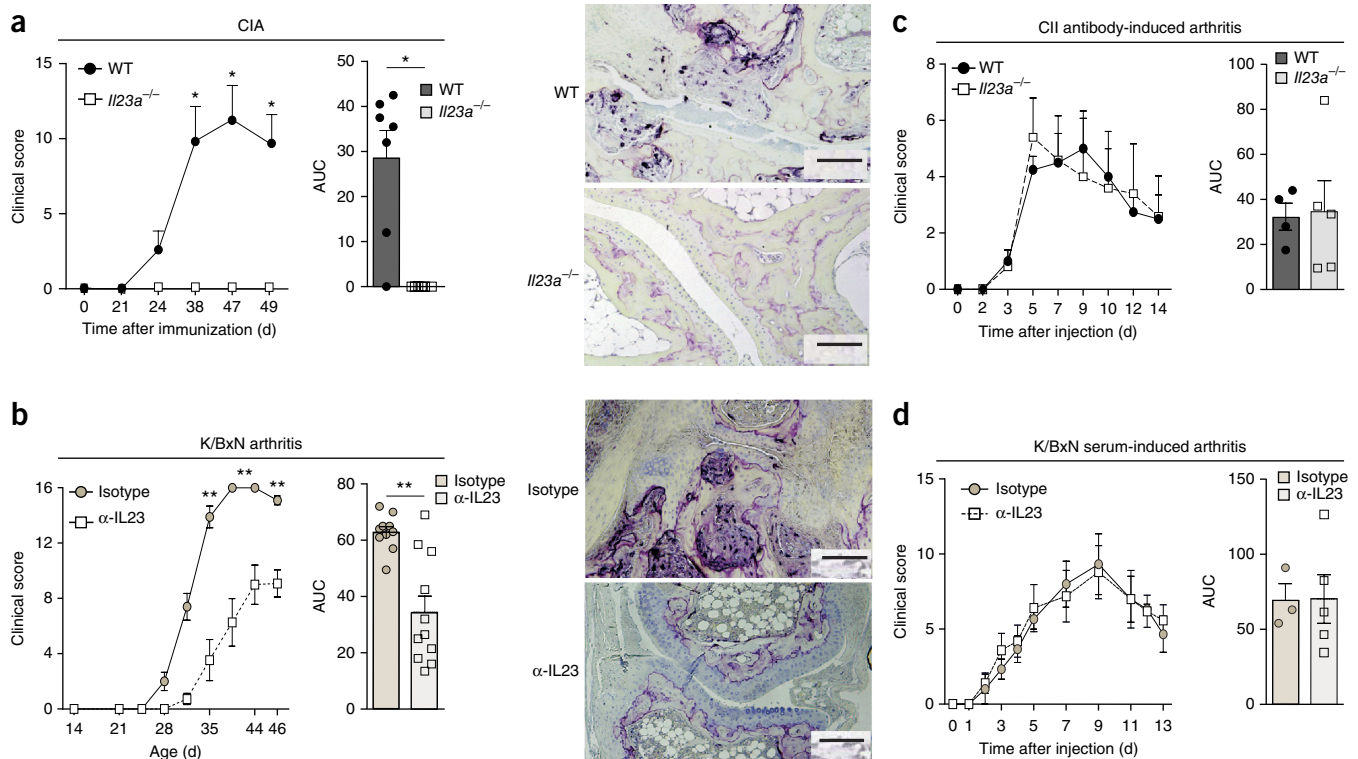 a
CIA
15
10
5
0
Clinical score
WT
Il23a−/−
*
*
*
0 21 24 38 47 49
Time after immunization (d)
50
40
30
20
10
0
AUC
*
WT
Il23a−/−
WT
Il23a−/−
c
CII antibody-induced arthritis
8
6
4
2
0
Clinical score
WT
Il23a−/−
0 2 3 5 7 9 10 12 14
Time after injection (d)
100
80
60
40
20
0
AUC
WT
Il23a−/−
b
K/BxN arthritis
16
14
12
10
8
6
4
2
0
Clinical score
Isotype
α-IL23
**
**
**
14 21 28 35 44 46
Age (d)
80
60
40
20
0
AUC
**
Isotype
α-IL23
Isotype
α-IL23
d
K/BxN serum-induced arthritis
15
10
5
0
Clinical score
Isotype
α-IL23
0 1 3 5 7 9 11 13
Time after injection (d)
150
100
50
0
AUC
Isotype
α-IL23